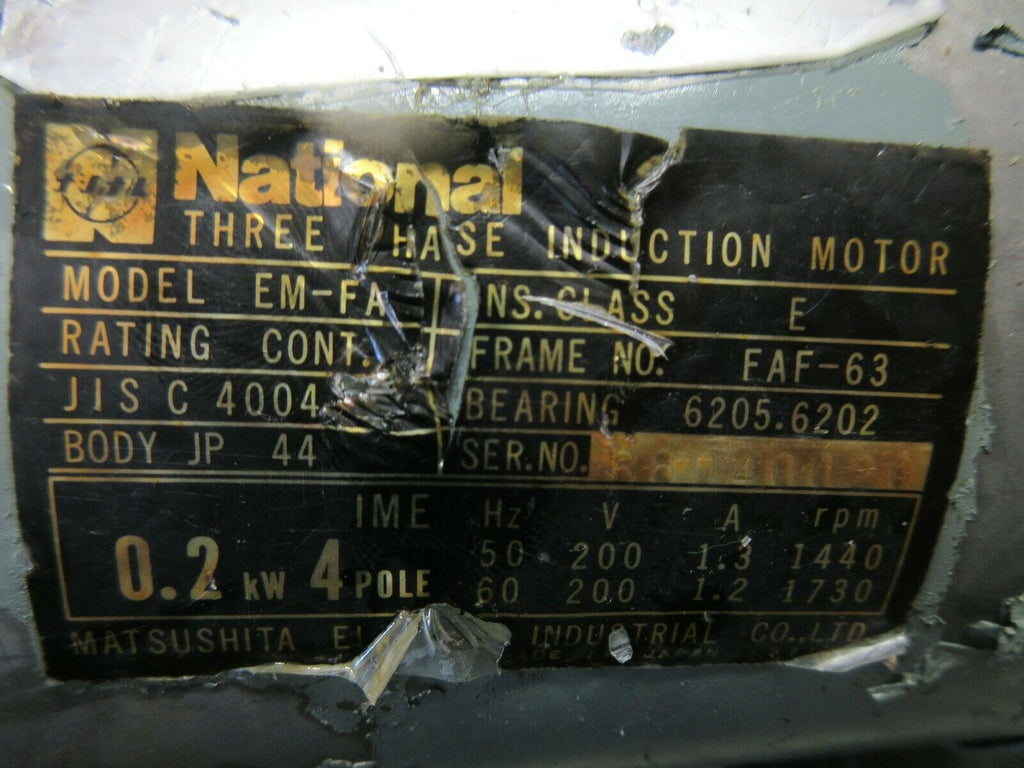 National
THREE HASE INDUCTION MOTOR
MODEL EM-FA NS. CLASS E
RATING CONT. FRAME NO. FAF-63
JIS C 4004 BEARING 6205.6202
BODY JP 44 SER.NO.
IME Hz V A rpm
0.2 kW 4 POLE
50 200 1.3 1440
60 200 1.2 1730
MATSUSHITA INDUSTRIAL CO.,LTD.
JAPAN